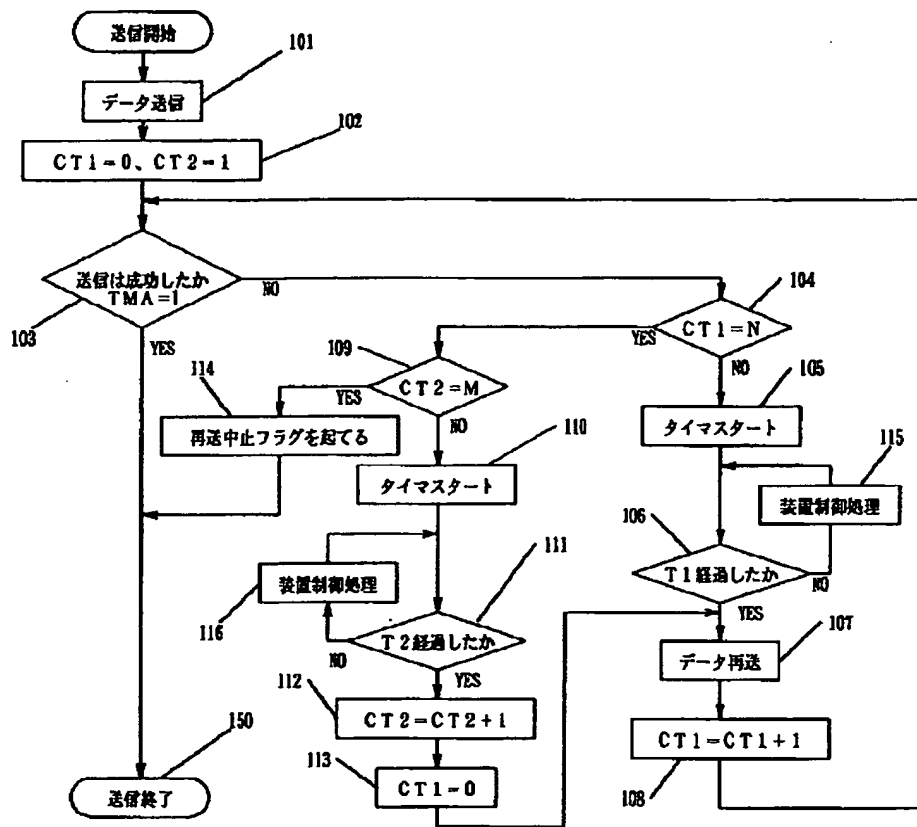 送信開始
101
データ送信
102
CT1=0、CT2=1
送信は成功したか
TMA=1
NO
103
YES
104
CT1=N
YES
NO
109
CT2=M
YES
NO
114
再送中止フラグを起てる
105
タイマスタート
110
タイマスタート
115
装置制御処理
106
T1経過したか
NO
YES
111
装置制御処理
116
T2経過したか
NO
YES
107
データ再送
112
CT2=CT2+1
CT1=CT1+1
108
113
CT1=0
150
送信終了